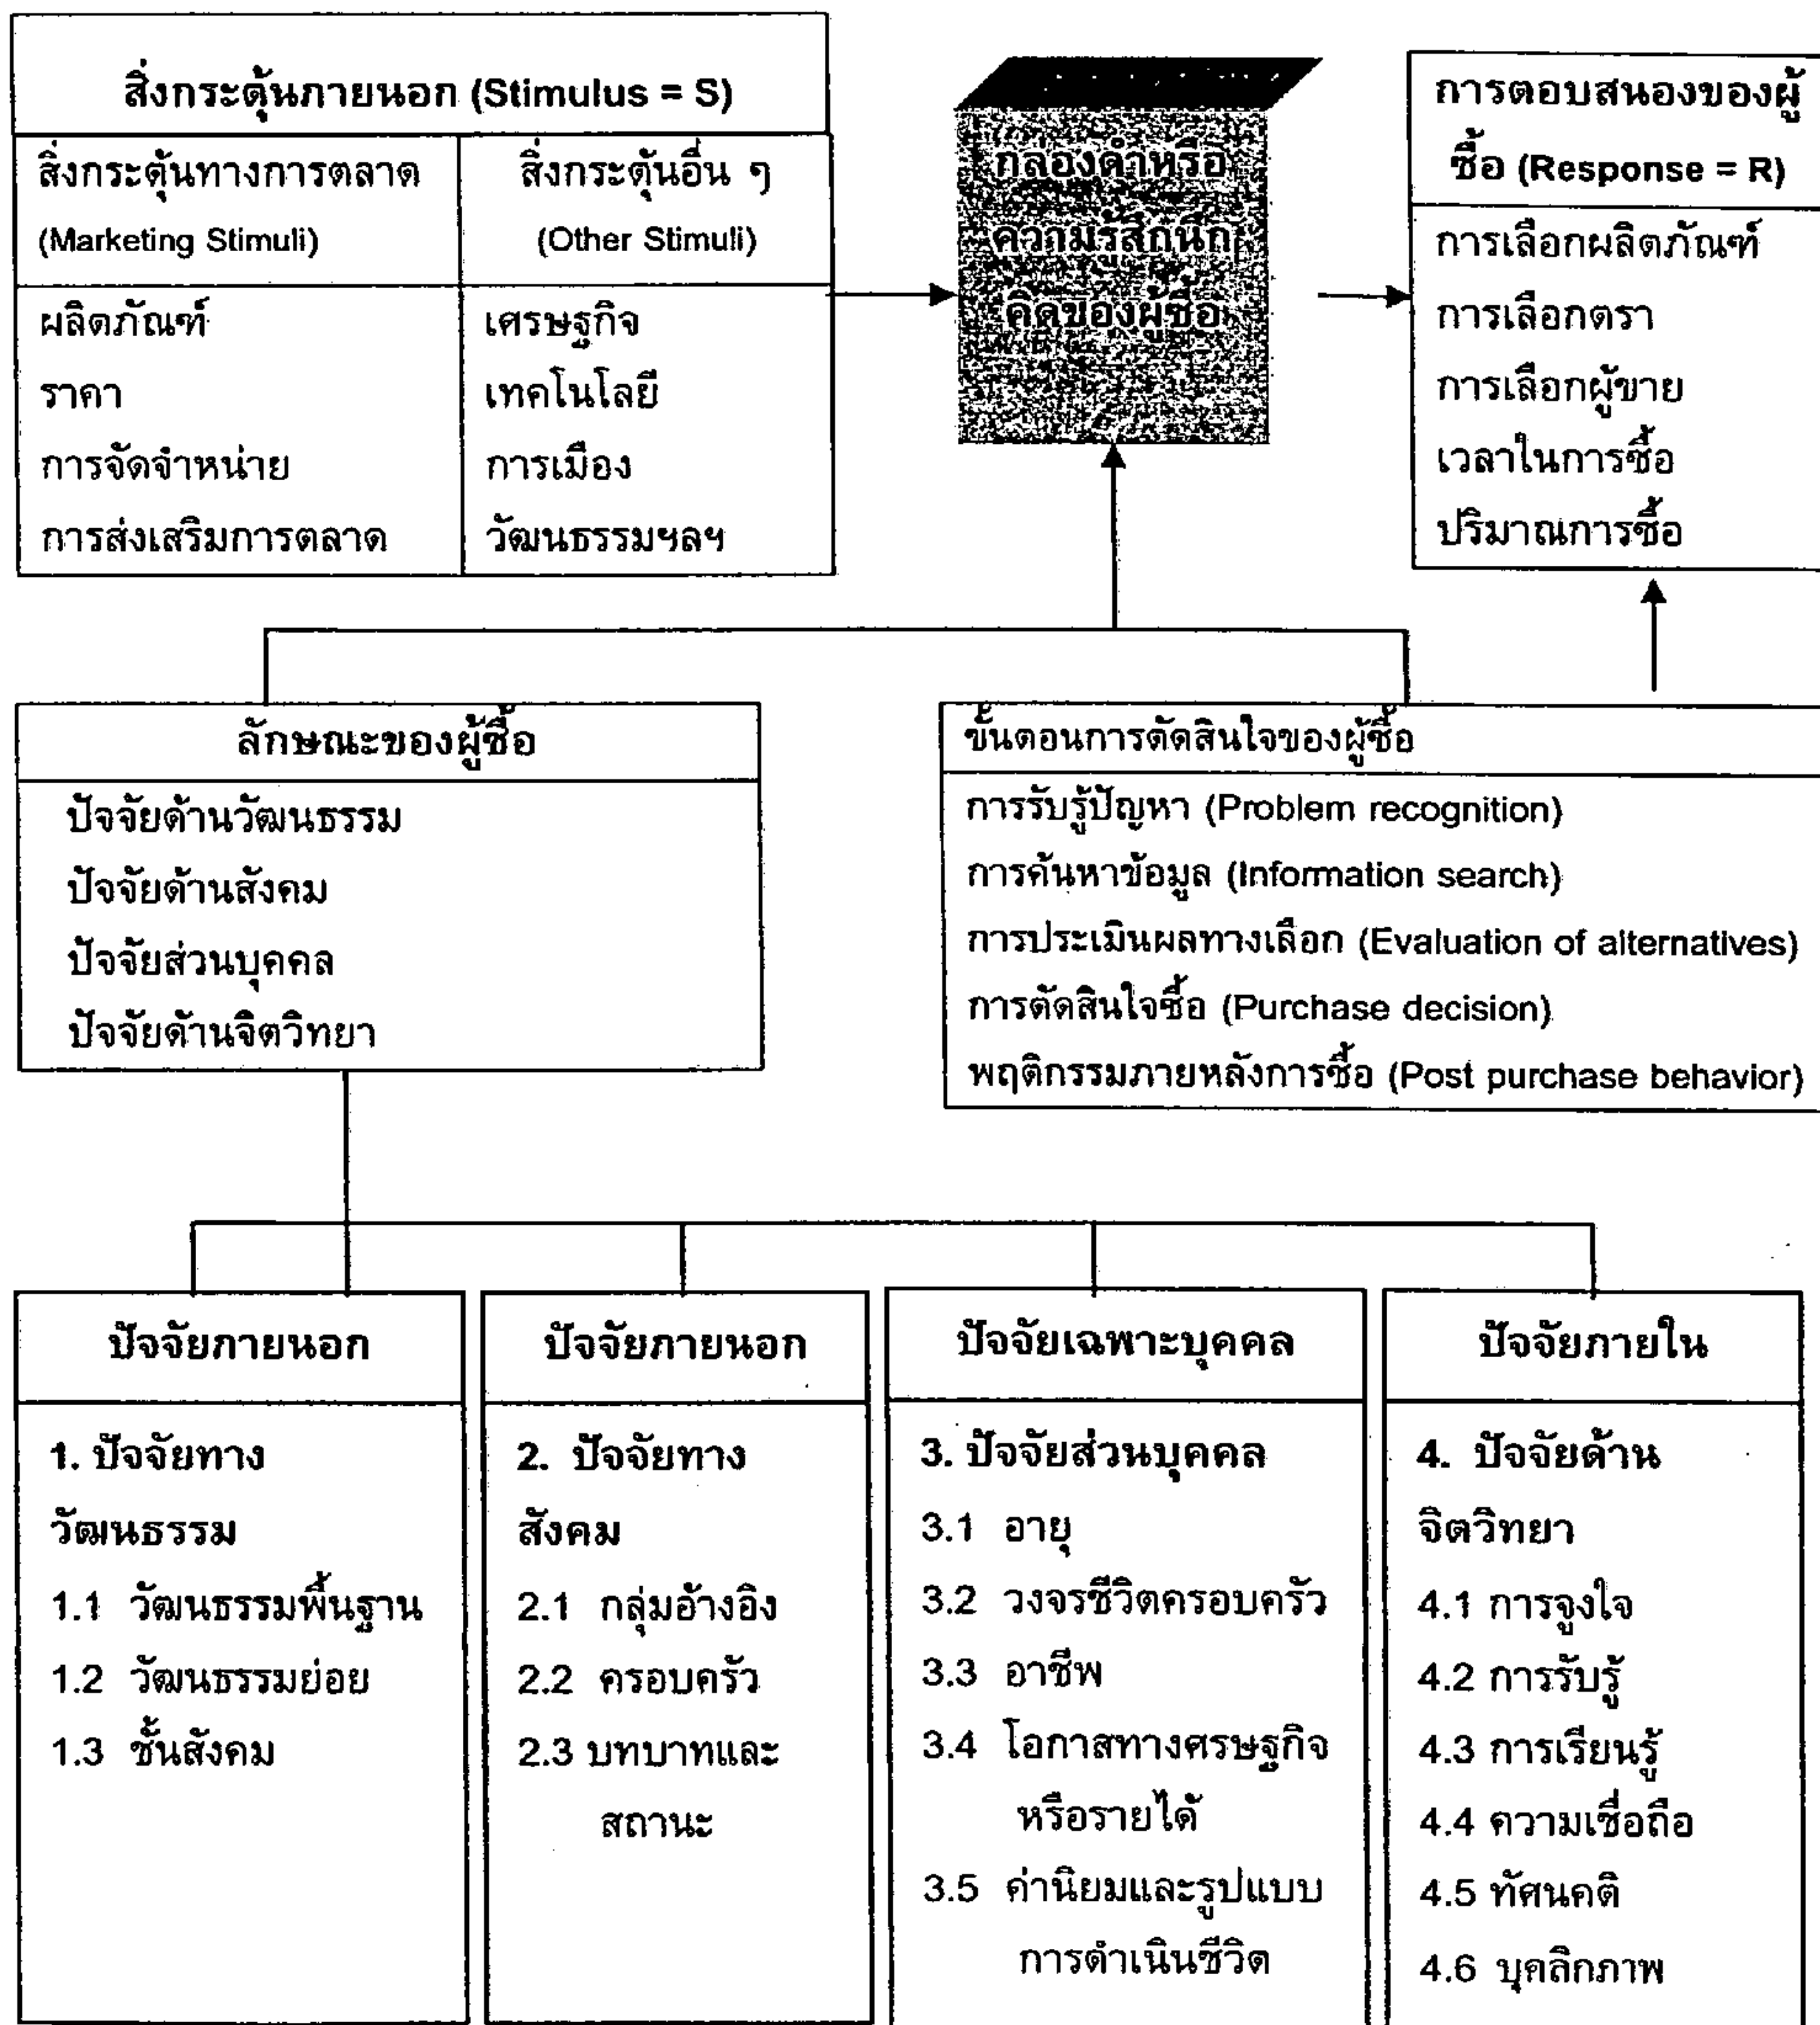 สิ่งกระตุ้นภายนอก (Stimulus = S)
สิ่งกระตุ้นทางการตลาด
(Marketing Stimuli)
สิ่งกระตุ้นอื่น ๆ
(Other Stimuli)
ผลิตภัณฑ์
ราคา
การจัดจำหน่าย
การส่งเสริมการตลาด
เศรษฐกิจ
เทคโนโลยี
การเมือง
วัฒนธรรมฯลฯ
กล่องดำหรือ
ความรู้สึกนึก
คิดของผู้ซื้อ
การตอบสนองของผู้
ซื้อ (Response = R)
การเลือกผลิตภัณฑ์
การเลือกตรา
การเลือกผู้ขาย
เวลาในการซื้อ
ปริมาณการซื้อ
ลักษณะของผู้ซื้อ
ปัจจัยด้านวัฒนธรรม
ปัจจัยด้านสังคม
ปัจจัยส่วนบุคคล
ปัจจัยด้านจิตวิทยา
ขั้นตอนการตัดสินใจของผู้ซื้อ
การรับรู้ปัญหา (Problem recognition)
การค้นหาข้อมูล (Information search)
การประเมินผลทางเลือก (Evaluation of alternatives)
การตัดสินใจซื้อ (Purchase decision)
พฤติกรรมภายหลังการซื้อ (Post purchase behavior)
ปัจจัยภายนอก
1. ปัจจัยทาง
วัฒนธรรม
1.1 วัฒนธรรมพื้นฐาน
1.2 วัฒนธรรมย่อย
1.3 ชั้นสังคม
ปัจจัยภายนอก
2. ปัจจัยทาง
สังคม
2.1 กลุ่มอ้างอิง
2.2 ครอบครัว
2.3 บทบาทและ
สถานะ
ปัจจัยเฉพาะบุคคล
3. ปัจจัยส่วนบุคคล
3.1 อายุ
3.2 วงจรชีวิตครอบครัว
3.3 อาชีพ
3.4 โอกาสทางศรษฐกิจ
หรือรายได้
3.5 ค่านิยมและรูปแบบ
การดำเนินชีวิต
ปัจจัยภายใน
4. ปัจจัยด้าน
จิตวิทยา
4.1 การจูงใจ
4.2 การรับรู้
4.3 การเรียนรู้
4.4 ความเชื่อถือ
4.5 ทัศนคติ
4.6 บุคลิกภาพ